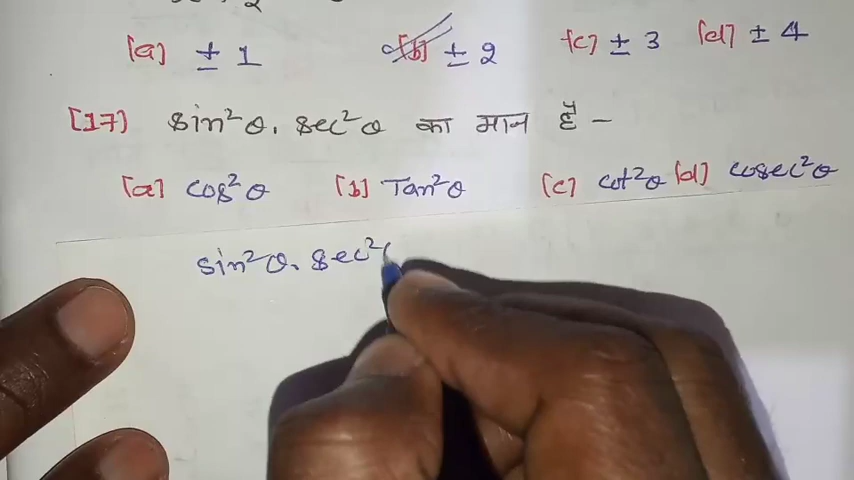 [a] ± 1 [b] ± 2 [c] ± 3 [d] ± 4
[17] sin²θ. sec²θ का मान हैं -
[a] cos²θ [b] Tan²θ [c] cot²θ [d] cosec²θ
sin²θ. sec²